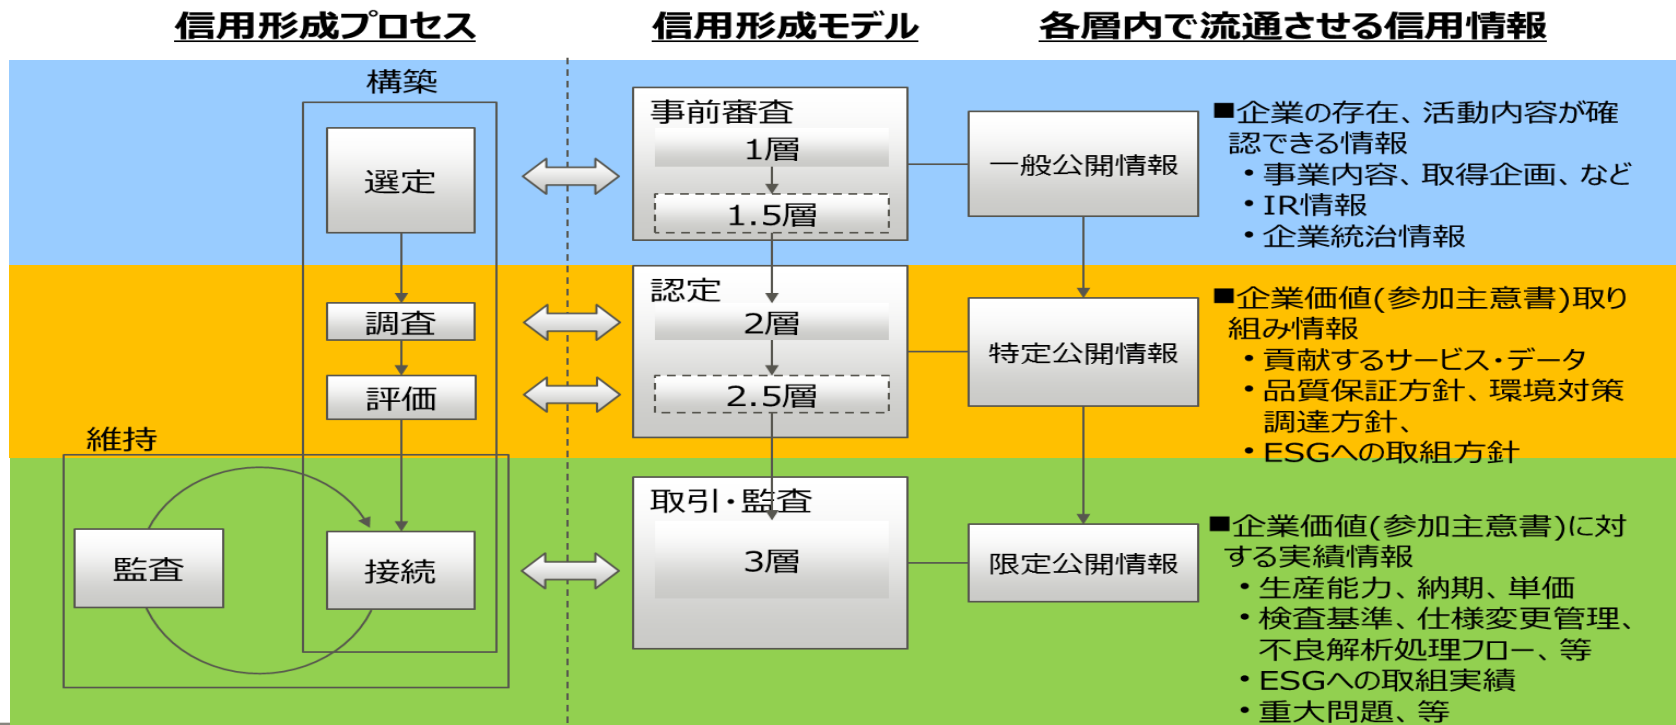 信用形成プロセス
信用形成モデル
各層内で流通させる信用情報
構築
選定
調査
評価
維持
監査
接続
事前審査
1層
1.5層
認定
2層
2.5層
取引・監査
3層
一般公開情報
特定公開情報
限定公開情報
■企業の存在、活動内容が確
認できる情報
・事業内容、取得企画、など
・IR情報
・企業統治情報
■企業価値(参加主意書)取り
組み情報
・貢献するサービス・データ
・品質保証方針、環境対策
調達方針、
・ESGへの取組方針
■企業価値(参加主意書)に対
する実績情報
・生産能力、納期、単価
・検査基準、仕様変更管理、
不良解析処理フロー、等
・ESGへの取組実績
・重大問題、等